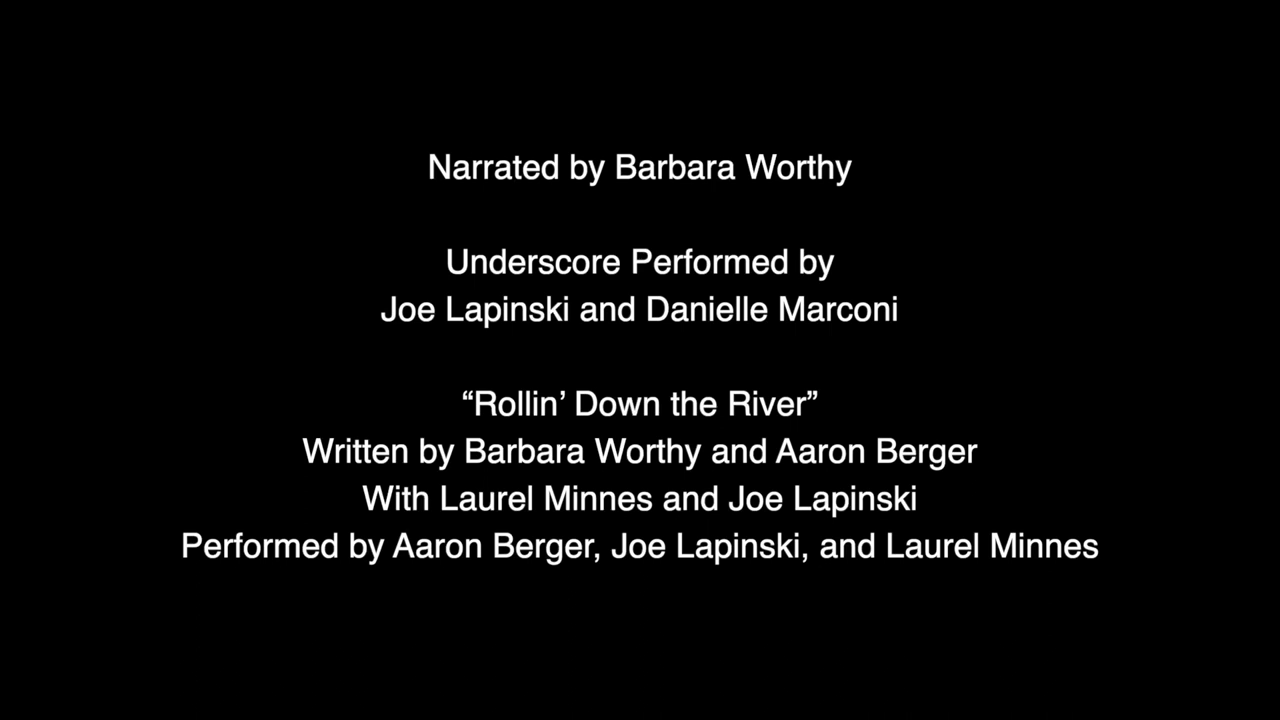 Narrated by Barbara Worthy
Underscore Performed by
Joe Lapinski and Danielle Marconi
“Rollin’ Down the River”
Written by Barbara Worthy and Aaron Berger
With Laurel Minnes and Joe Lapinski
Performed by Aaron Berger, Joe Lapinski, and Laurel Minnes